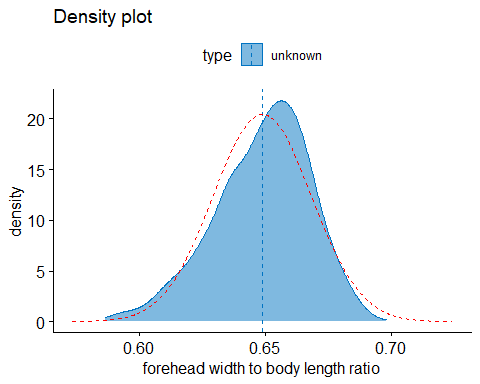 Density plot
type unknown
20
15
10
5
0
density
0.60 0.65 0.70
forehead width to body length ratio